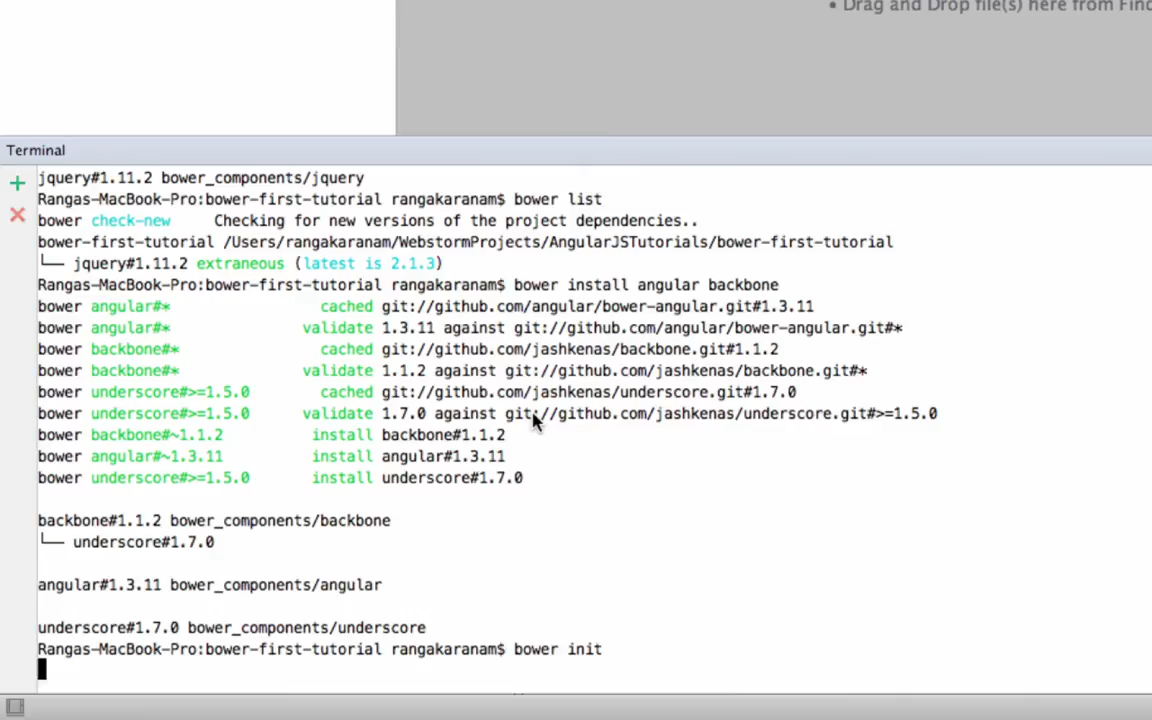 • Drag and Drop file(s) here from Find
Terminal
jquery#1.11.2 bower_components/jquery
Rangas-MacBook-Pro:bower-first-tutorial rangakaranam$ bower list
bower check-new Checking for new versions of the project dependencies..
bower-first-tutorial /Users/rangakaranam/WebstormProjects/AngularJSTutorials/bower-first-tutorial
└── jquery#1.11.2 extraneous (latest is 2.1.3)
Rangas-MacBook-Pro:bower-first-tutorial rangakaranam$ bower install angular backbone
bower angular#* cached git://github.com/angular/bower-angular.git#1.3.11
bower angular#* validate 1.3.11 against git://github.com/angular/bower-angular.git#*
bower backbone#* cached git://github.com/jashkenas/backbone.git#1.1.2
bower backbone#* validate 1.1.2 against git://github.com/jashkenas/backbone.git#*
bower underscore#>=1.5.0 cached git://github.com/jashkenas/underscore.git#1.7.0
bower underscore#>=1.5.0 validate 1.7.0 against git://github.com/jashkenas/underscore.git#>=1.5.0
bower backbone#~1.1.2 install backbone#1.1.2
bower angular#~1.3.11 install angular#1.3.11
bower underscore#>=1.5.0 install underscore#1.7.0
backbone#1.1.2 bower_components/backbone
└── underscore#1.7.0
angular#1.3.11 bower_components/angular
underscore#1.7.0 bower_components/underscore
Rangas-MacBook-Pro:bower-first-tutorial rangakaranam$ bower init